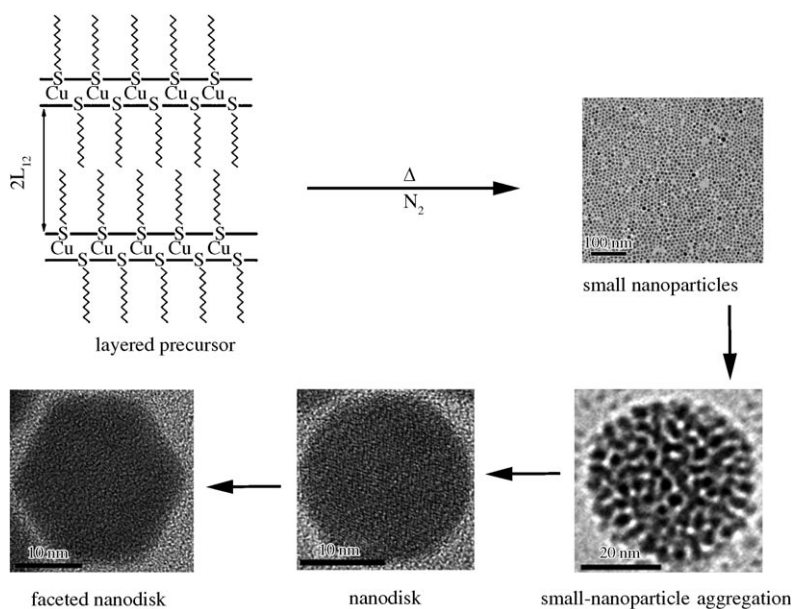 S S S S S
Cu Cu Cu Cu Cu
S S S S S
2L12
S S S S S
Cu Cu Cu Cu Cu
S S S S S
layered precursor
Δ
N2
100 nm
small nanoparticles
10 nm
faceted nanodisk
10 nm
nanodisk
20 nm
small-nanoparticle aggregation